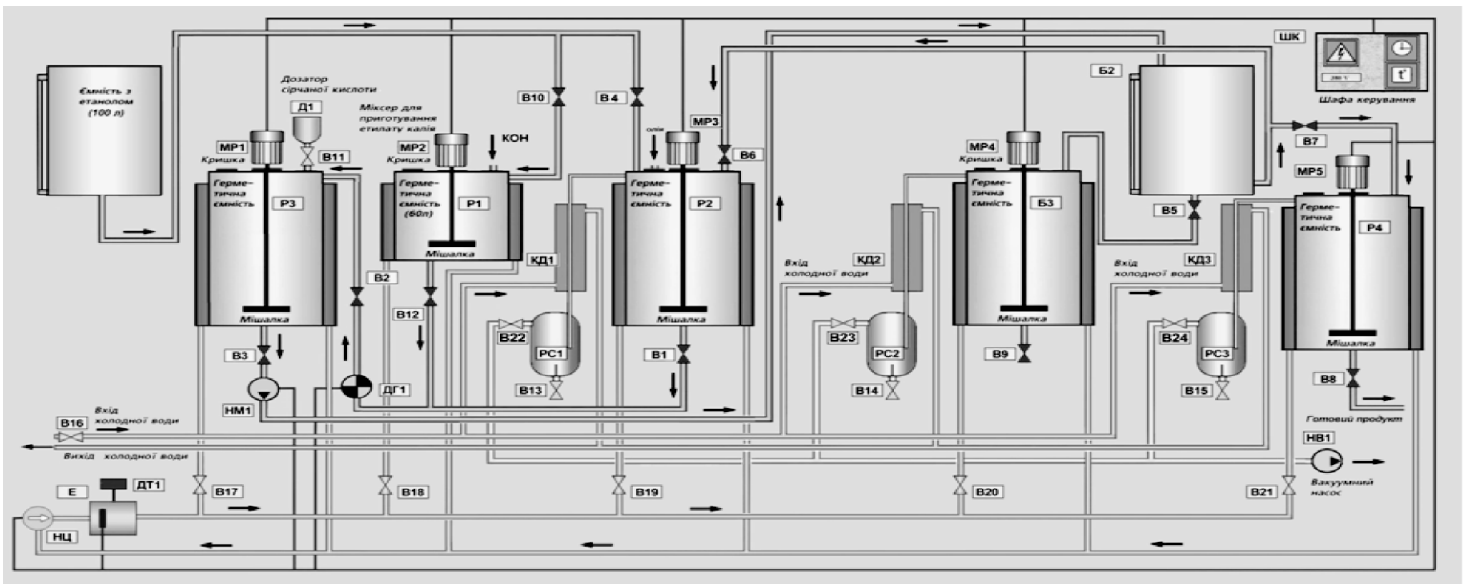 Ємність з
етанолом
(100 л)
Дозатор
сірчаної кислоти
Д1
В11
МР1
Кришка
Герме-
тична
ємність
Р3
Мішалка
В3
НМ1
В2
ДГ1
Міксер для
приготування
етилату калія
МР2
Кришка
КОН
Герме-
тична
ємність
(60л)
Р1
Мішалка
В12
В10
В4
олія
МР3
В6
Герме-
тична
ємність
Р2
Мішалка
В1
КД1
В22
РС1
В13
Вхід
холодної води
КД2
В23
РС2
В14
МР4
Кришка
Герме-
тична
ємність
Б3
Мішалка
В9
Б2
В5
Вхід
холодної води
КД3
В24
РС3
В15
ШК
t°
Шафа керування
В7
МР5
Герме-
тична
ємність
Р4
Мішалка
В8
Готовий продукт
НВ1
Вакуумний
насос
В16
Вхід
холодної води
Вихід холодної води
Е
ДТ1
НЦ
В17
В18
В19
В20
В21